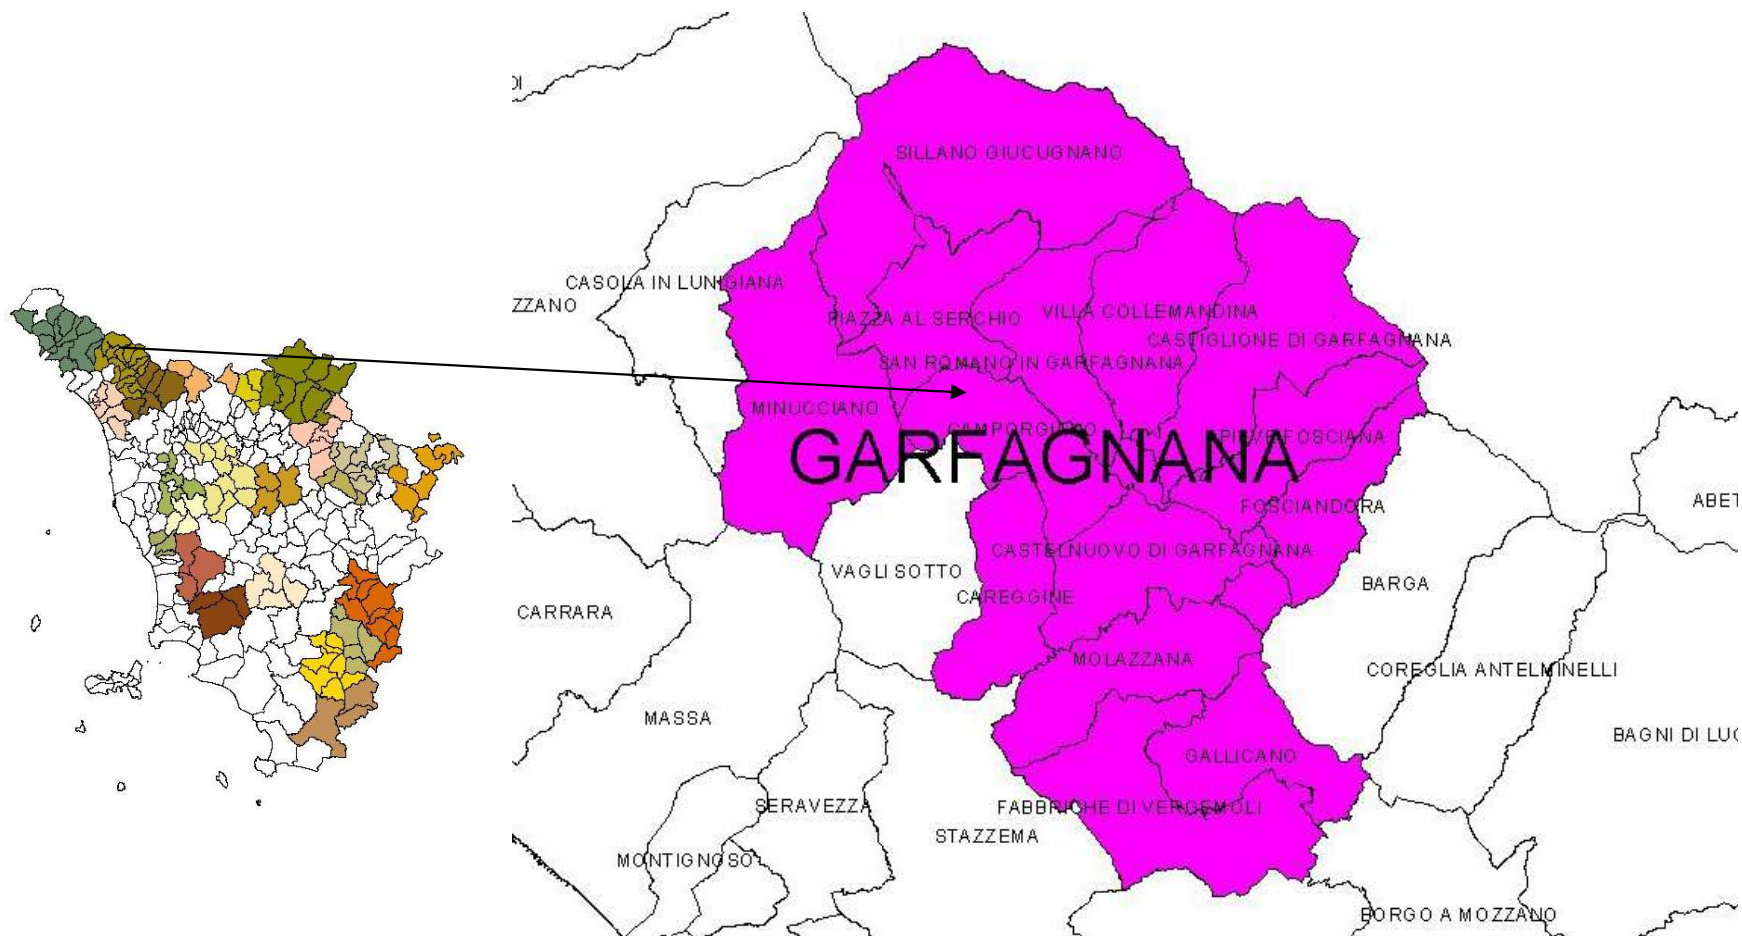 SILLANO GIUCUGNANO
CASOLA IN LUNIGIANA
ZZANO
PIAZZA AL SERCHIO
VILLA COLLEMANDINA
CASTIGLIONE DI GARFAGNANA
SAN ROMANO IN GARFAGNANA
MINUCCIANO
CAMPORGIANO
PIEVE FOSCIANA
GARFAGNANA
ABET
FOSCIANDORA
CASTELNUOVO DI GARFAGNANA
VAGLI SOTTO
BARGA
CAREGGINE
CARRARA
MOLAZZANA
COREGLIA ANTELMINELLI
MASSA
BAGNI DI LUC
GALLICANO
SERAVEZZA
FABBRICHE DI VERGEMOLI
STAZZEMA
MONTIGNOSO
BORGO A MOZZANO